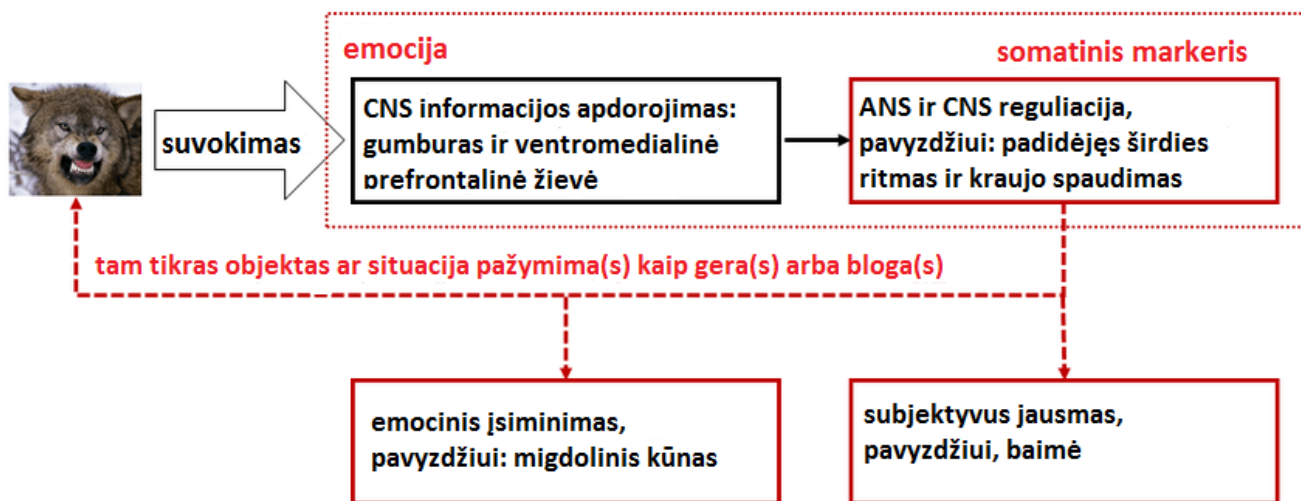 emocija
somatinis markeris
suvokimas
CNS informacijos apdorojimas:
gumburas ir ventromedialinė
prefrontalinė žievė
ANS ir CNS reguliacija,
pavyzdžiui: padidėjęs širdies
ritmas ir kraujo spaudimas
tam tikras objektas ar situacija pažymima(s) kaip gera(s) arba bloga(s)
emocinis įsiminimas,
pavyzdžiui: migdolinis kūnas
subjektyvus jausmas,
pavyzdžiui, baimė